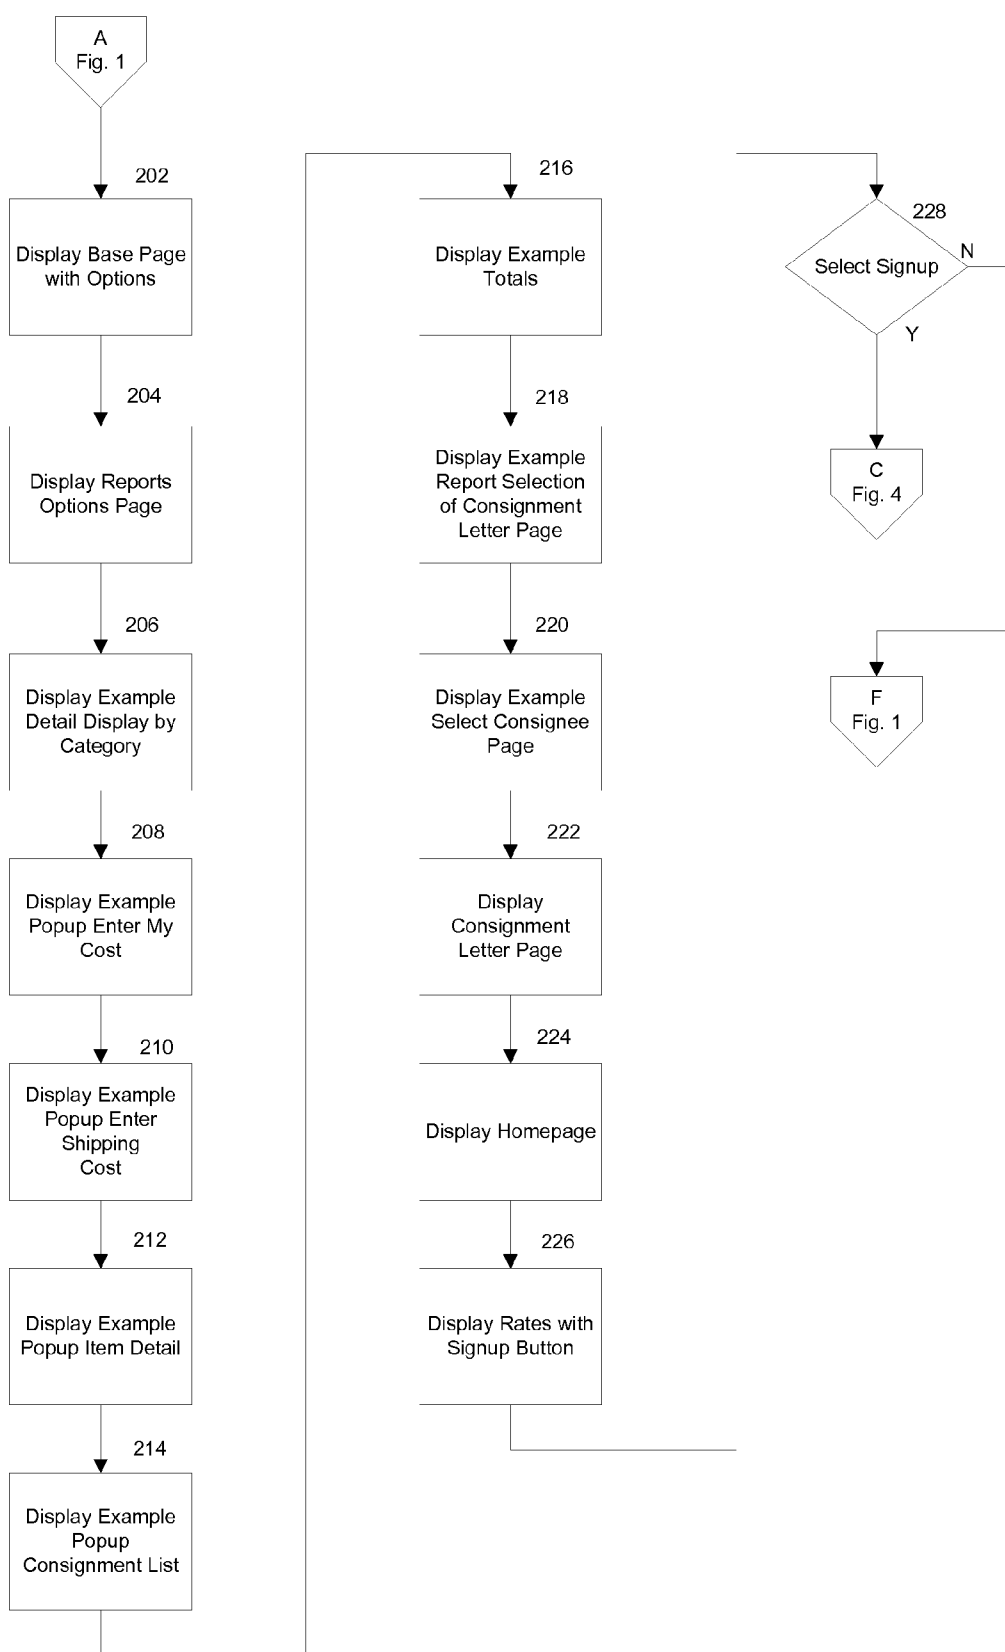 A
Fig. 1
202
Display Base Page
with Options
204
Display Reports
Options Page
206
Display Example
Detail Display by
Category
208
Display Example
Popup Enter My
Cost
210
Display Example
Popup Enter
Shipping
Cost
212
Display Example
Popup Item Detail
214
Display Example
Popup
Consignment List
216
Display Example
Totals
218
Display Example
Report Selection
of Consignment
Letter Page
220
Display Example
Select Consignee
Page
222
Display
Consignment
Letter Page
224
Display Homepage
226
Display Rates with
Signup Button
228
Select Signup
N
Y
C
Fig. 4
F
Fig. 1